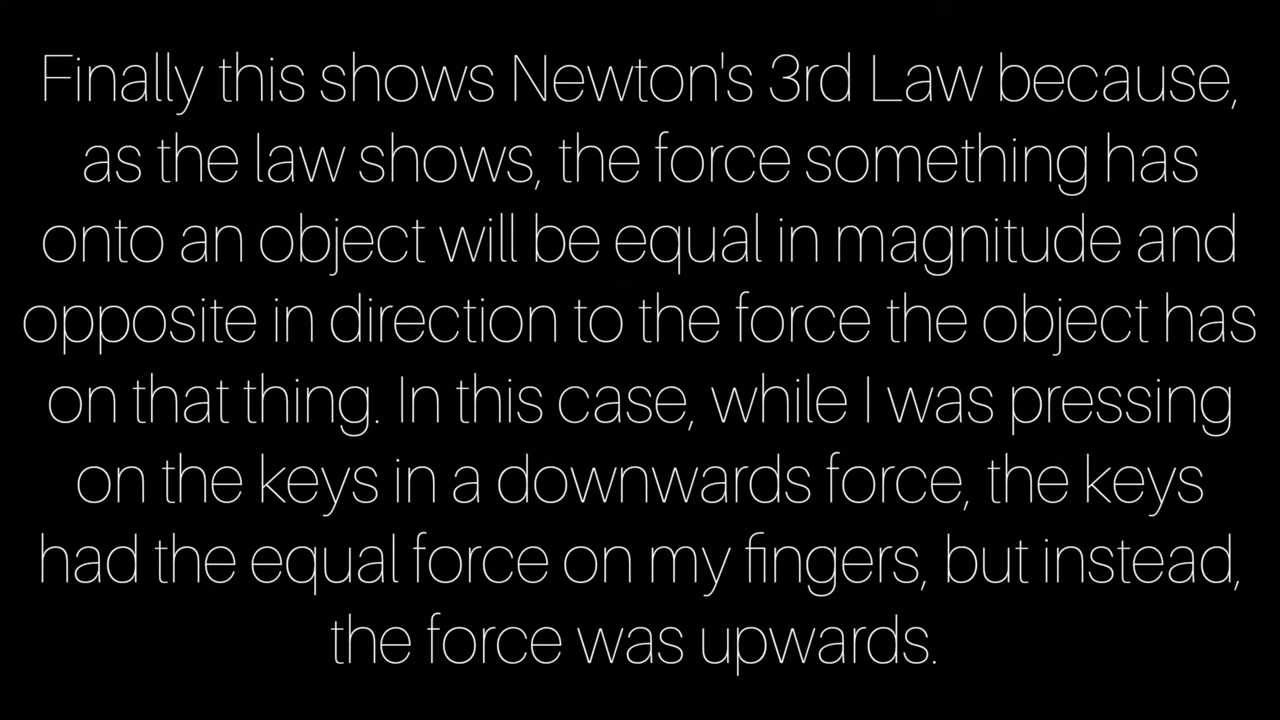 Finally this shows Newton's 3rd Law because,
as the law shows, the force something has
onto an object will be equal in magnitude and
opposite in direction to the force the object has
on that thing. In this case, while I was pressing
on the keys in a downwards force, the keys
had the equal force on my fingers, but instead,
the force was upwards.